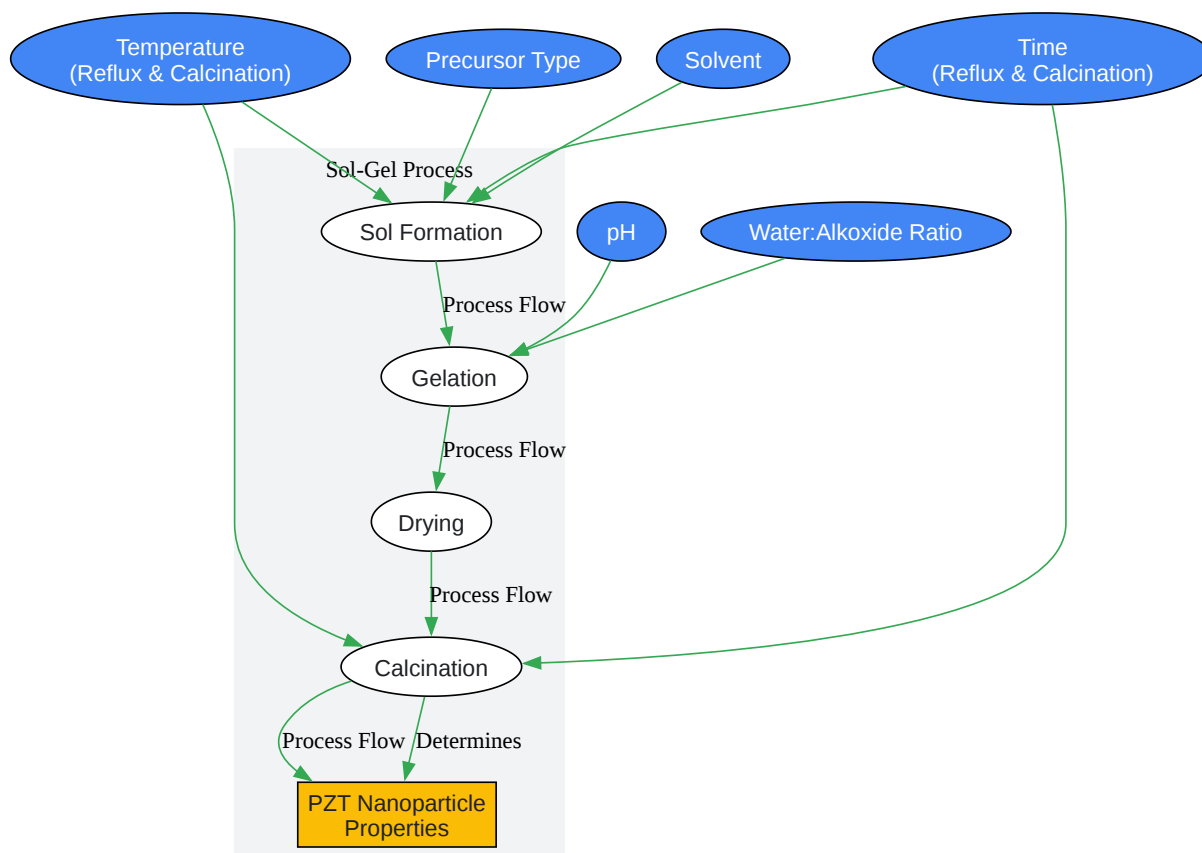 Temperature
(Reflux & Calcination)
Precursor Type
Solvent
Time
(Reflux & Calcination)
Sol-Gel Process
Sol Formation
pH
Water:Alkoxide Ratio
Process Flow
Gelation
Process Flow
Drying
Process Flow
Calcination
Process Flow
Determines
PZT Nanoparticle
Properties